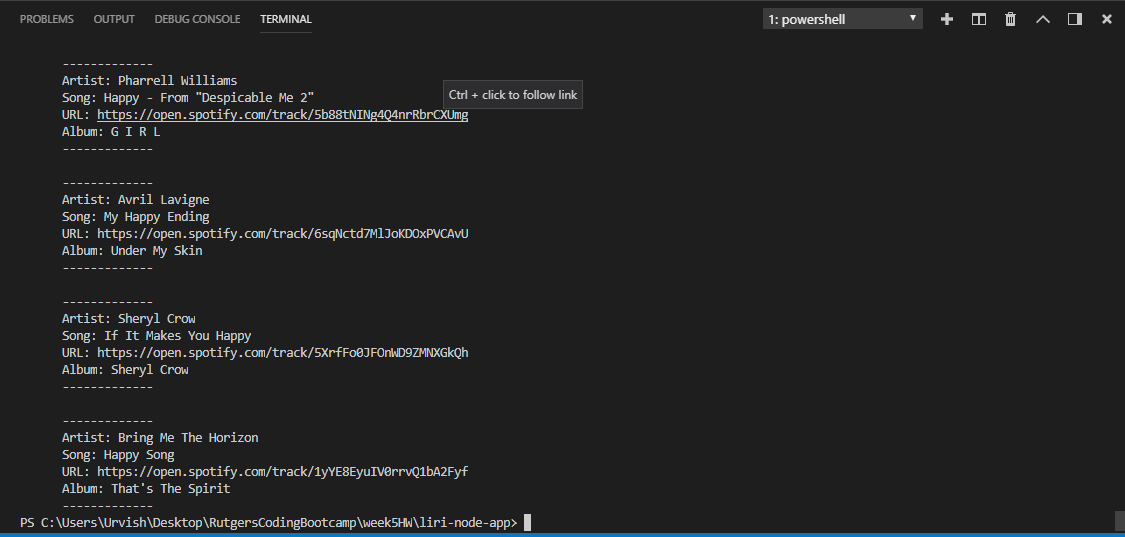 PROBLEMS OUTPUT DEBUG CONSOLE TERMINAL 1: powershell
-------------
Artist: Pharrell Williams
Song: Happy - From "Despicable Me 2"
Ctrl + click to follow link
URL: https://open.spotify.com/track/5b88tNINg4Q4nrRbrCXUmg
Album: G I R L
-------------
-------------
Artist: Avril Lavigne
Song: My Happy Ending
URL: https://open.spotify.com/track/6sqNctd7MlJoKDOxPVCAvU
Album: Under My Skin
-------------
-------------
Artist: Sheryl Crow
Song: If It Makes You Happy
URL: https://open.spotify.com/track/5XrfFo0JFOnWD9ZMNXGkQh
Album: Sheryl Crow
-------------
-------------
Artist: Bring Me The Horizon
Song: Happy Song
URL: https://open.spotify.com/track/1yYE8EyuIV0rrvQ1bA2Fyf
Album: That's The Spirit
-------------
PS C:\Users\Urvish\Desktop\RutgersCodingBootcamp\week5HW\liri-node-app>